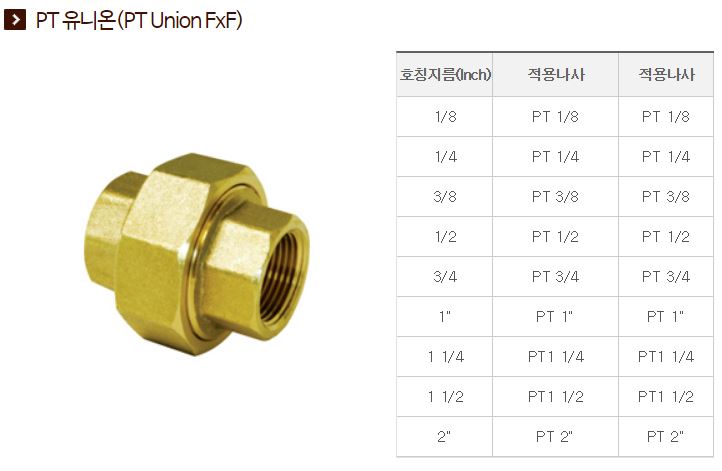 PT 유니온(PT Union FxF)
호칭지름(Inch) 적용나사 적용나사
1/8 PT 1/8 PT 1/8
1/4 PT 1/4 PT 1/4
3/8 PT 3/8 PT 3/8
1/2 PT 1/2 PT 1/2
3/4 PT 3/4 PT 3/4
1" PT 1" PT 1"
1 1/4 PT1 1/4 PT1 1/4
1 1/2 PT1 1/2 PT1 1/2
2" PT 2" PT 2"